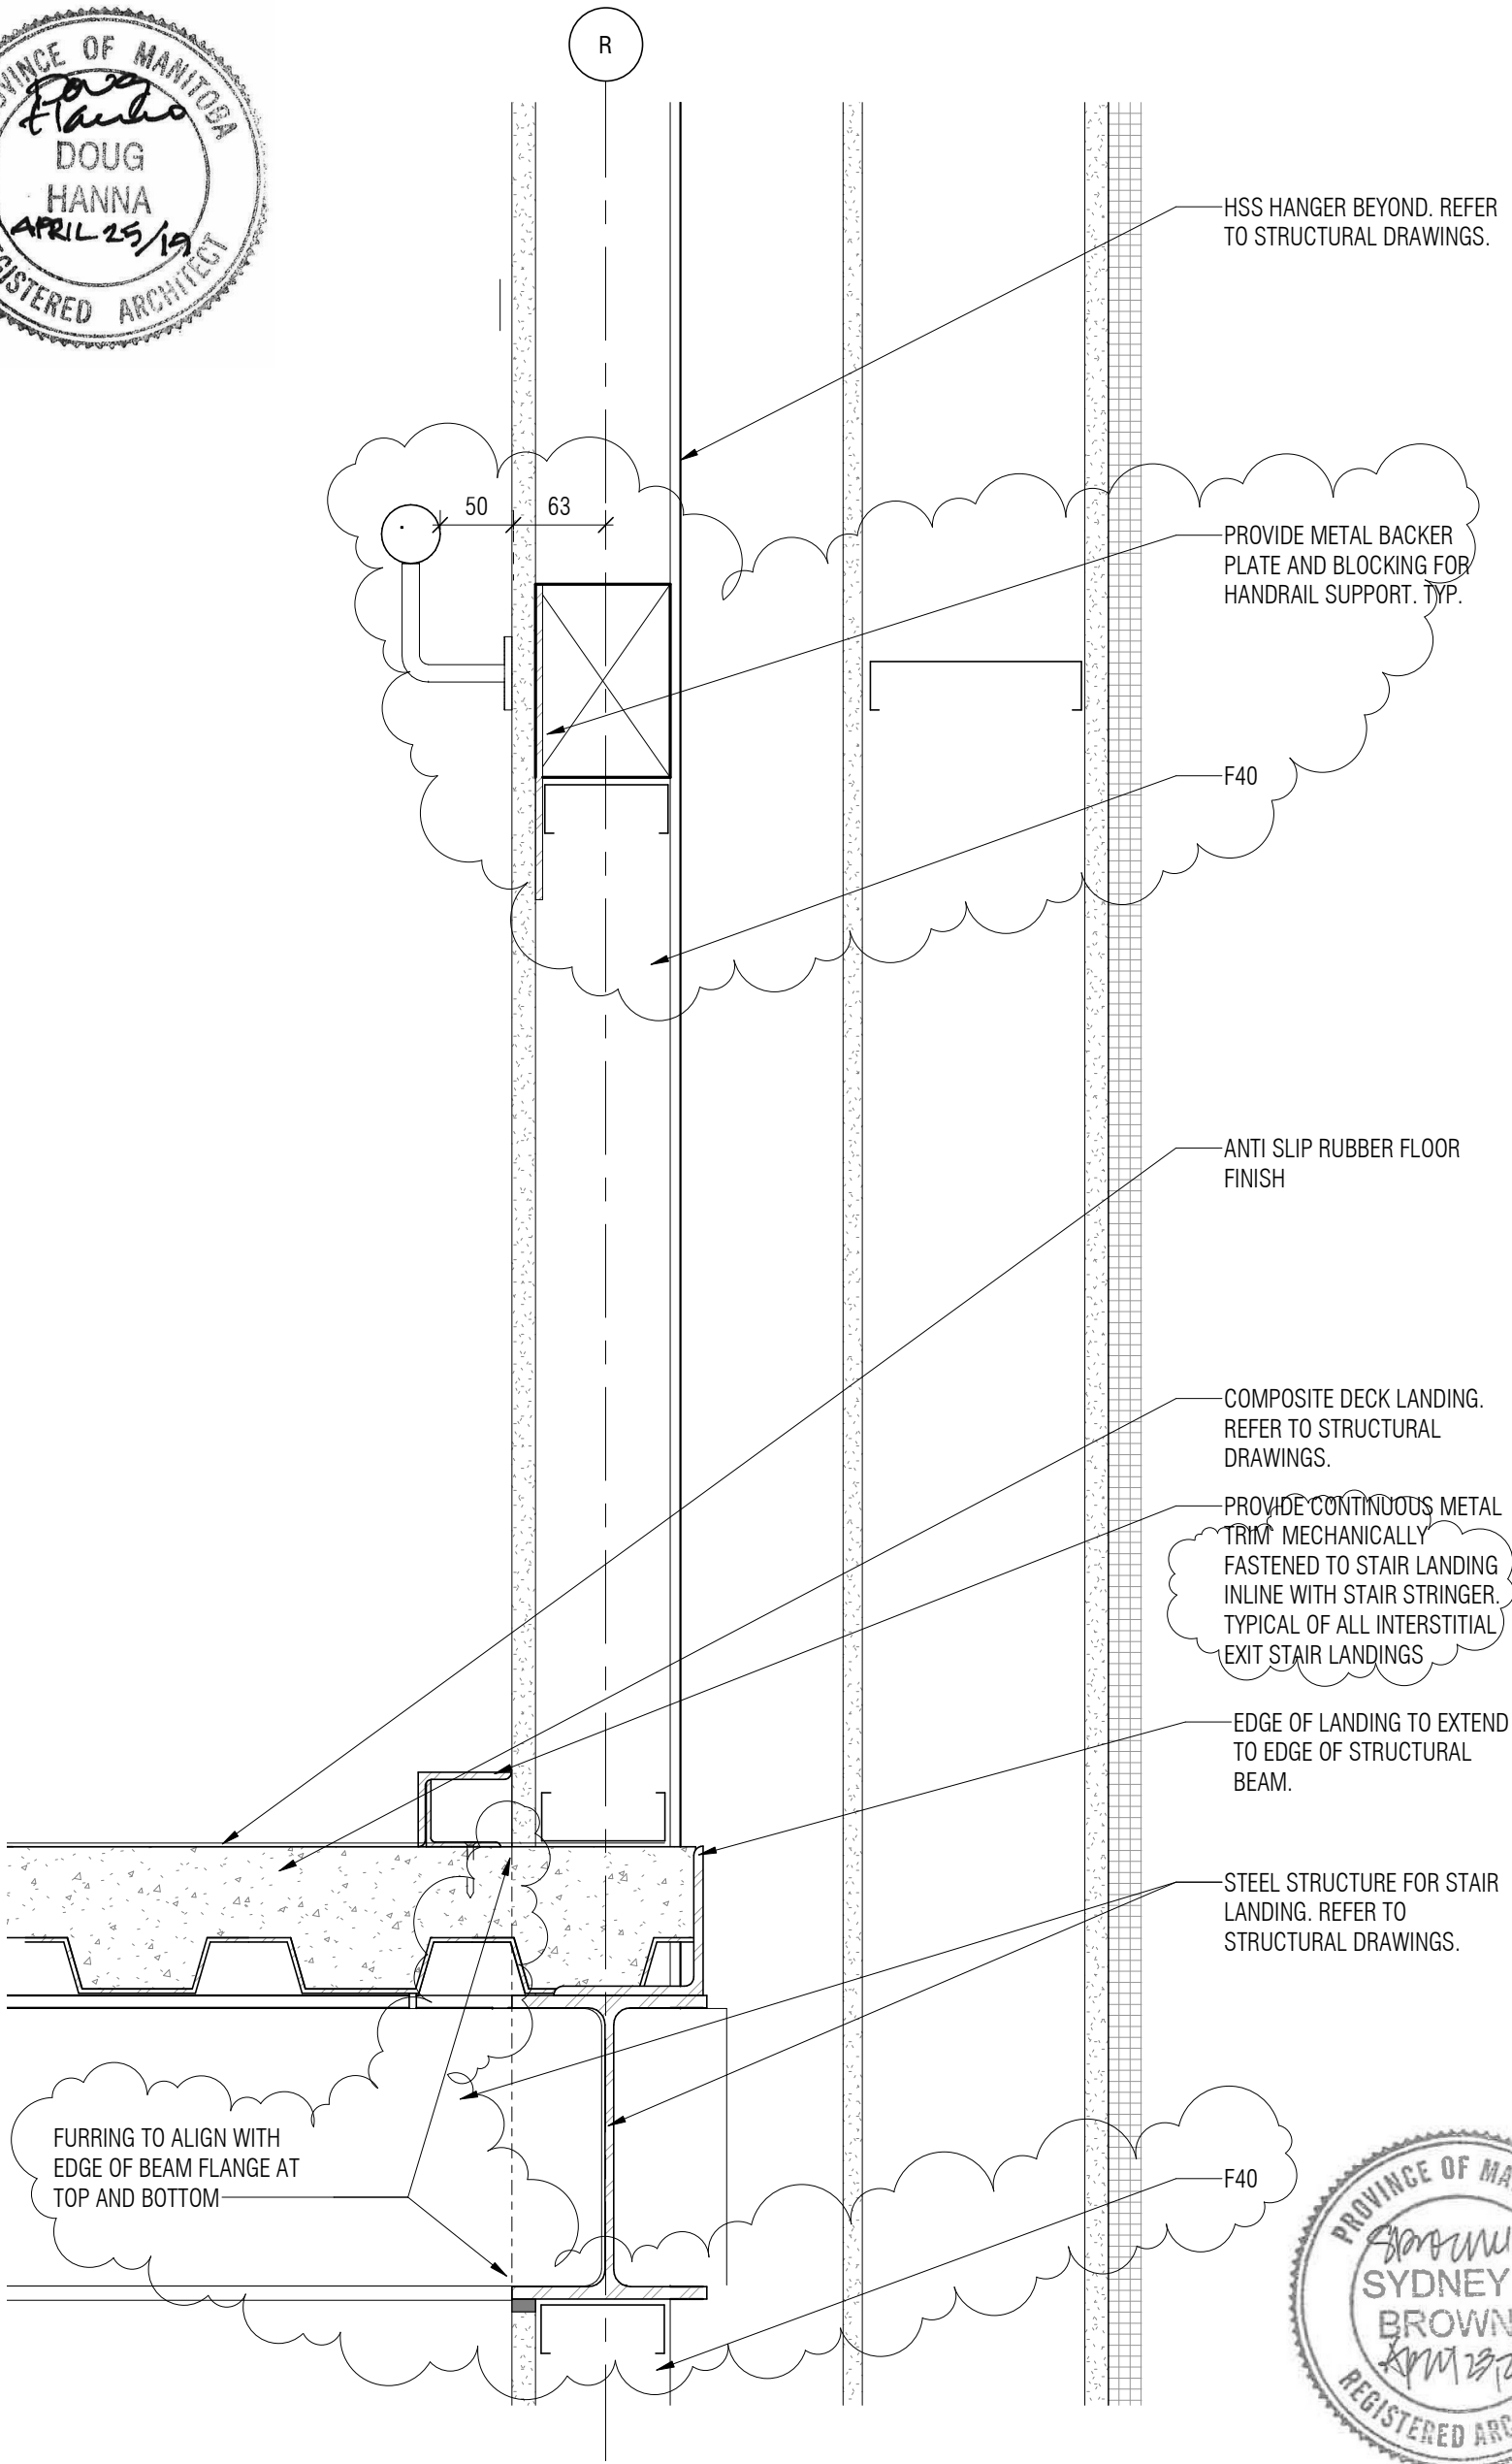 R
PROVINCE OF MANITOBA
Doug Hanna
DOUG
HANNA
APRIL 25/19
REGISTERED ARCHITECT
HSS HANGER BEYOND. REFER
TO STRUCTURAL DRAWINGS.
50
63
PROVIDE METAL BACKER
PLATE AND BLOCKING FOR
HANDRAIL SUPPORT. TYP.
F40
ANTI SLIP RUBBER FLOOR
FINISH
COMPOSITE DECK LANDING.
REFER TO STRUCTURAL
DRAWINGS.
PROVIDE CONTINUOUS METAL
TRIM MECHANICALLY
FASTENED TO STAIR LANDING
INLINE WITH STAIR STRINGER.
TYPICAL OF ALL INTERSTITIAL
EXIT STAIR LANDINGS
EDGE OF LANDING TO EXTEND
TO EDGE OF STRUCTURAL
BEAM.
STEEL STRUCTURE FOR STAIR
LANDING. REFER TO
STRUCTURAL DRAWINGS.
FURRING TO ALIGN WITH
EDGE OF BEAM FLANGE AT
TOP AND BOTTOM
F40
PROVINCE OF MA
SYDNEY
BROWN
REGISTERED ARC